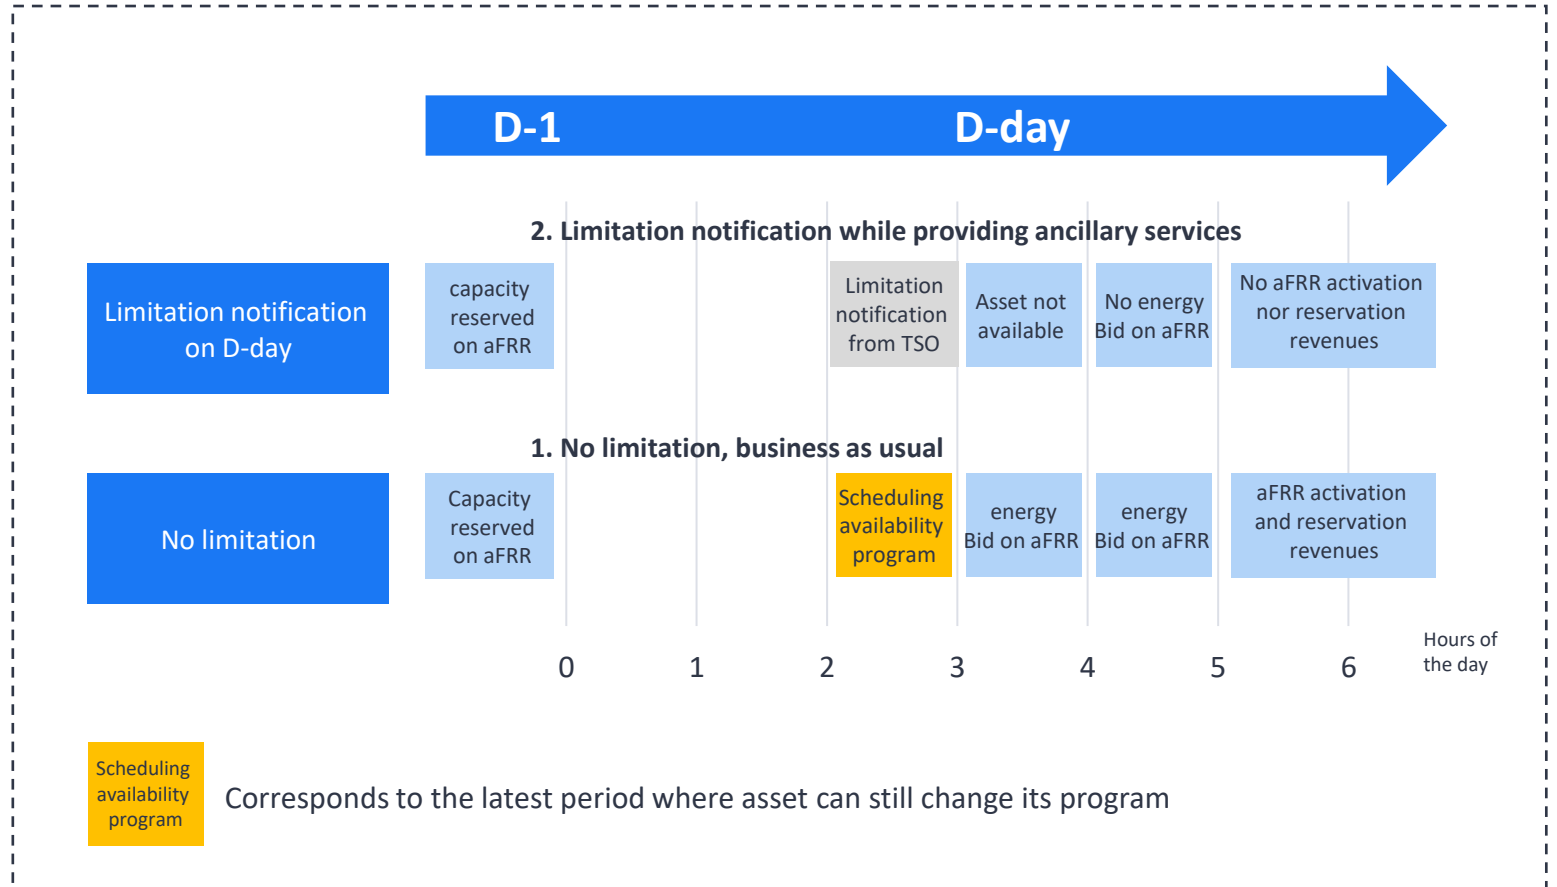 D-1
D-day
2. Limitation notification while providing ancillary services
Limitation notification
on D-day
capacity
reserved
on aFRR
Limitation
notification
from TSO
Asset not
available
No energy
Bid on aFRR
No aFRR activation
nor reservation
revenues
1. No limitation, business as usual
No limitation
Capacity
reserved
on aFRR
Scheduling
availability
program
energy
Bid on aFRR
energy
Bid on aFRR
aFRR activation
and reservation
revenues
0
1
2
3
4
5
6
Hours of
the day
Scheduling
availability
program
Corresponds to the latest period where asset can still change its program